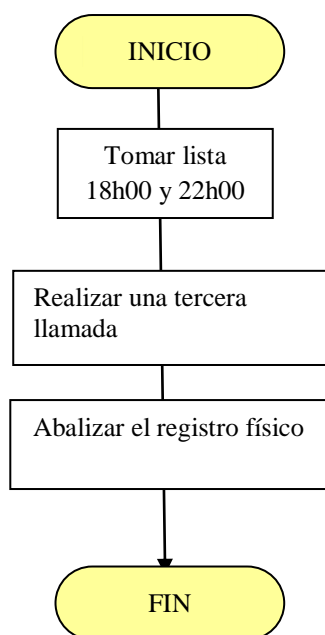 INICIO
Tomar lista
18h00 y 22h00
Realizar una tercera
llamada
Abalizar el registro físico
FIN